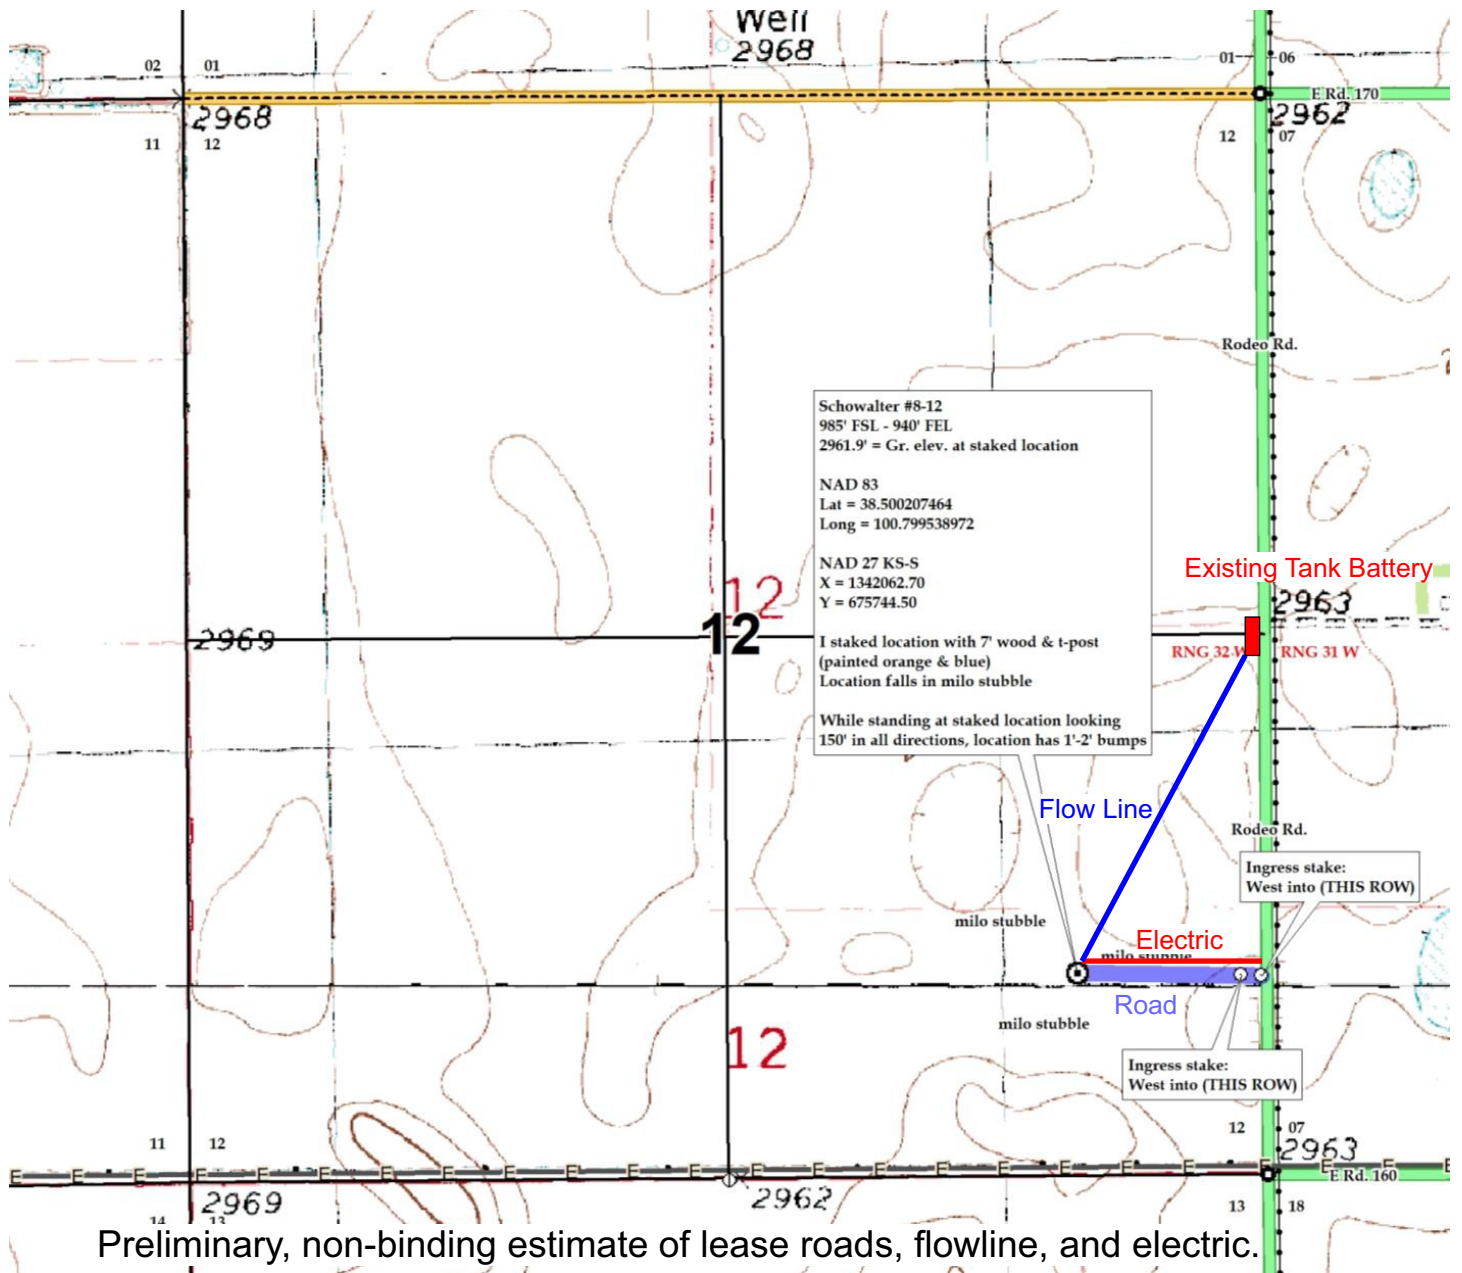 Well
2968
02 01
01 06
E Rd. 170
2968
2962
11 12
12 07
Rodeo Rd.
Schowalter #8-12
985' FSL - 940' FEL
2961.9' = Gr. elev. at staked location
NAD 83
Lat = 38.500207464
Long = 100.799538972
NAD 27 KS-S
X = 1342062.70
Y = 675744.50
I staked location with 7' wood & t-post
(painted orange & blue)
Location falls in milo stubble
While standing at staked location looking
150' in all directions, location has 1'-2' bumps
Existing Tank Battery
12
2963
12
2969
RNG 32 W
RNG 31 W
Flow Line
Rodeo Rd.
Ingress stake:
West into (THIS ROW)
milo stubble
Electric
milo stubble
Road
milo stubble
12
Ingress stake:
West into (THIS ROW)
11 12
12 07
2963
E E E E E E E E E E E E E E E E E E E E E E E E
E Rd. 160
2969
2962
14 13
13 18
Preliminary, non-binding estimate of lease roads, flowline, and electric.